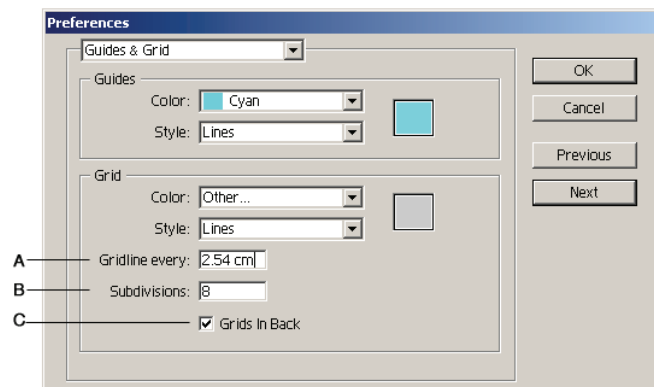 Preferences
Guides & Grid
OK
Guides
Color: Cyan
Cancel
Style: Lines
Previous
Grid
Next
Color: Other...
Style: Lines
A Gridline every: 2.54 cm
B Subdivisions: 8
C Grids In Back